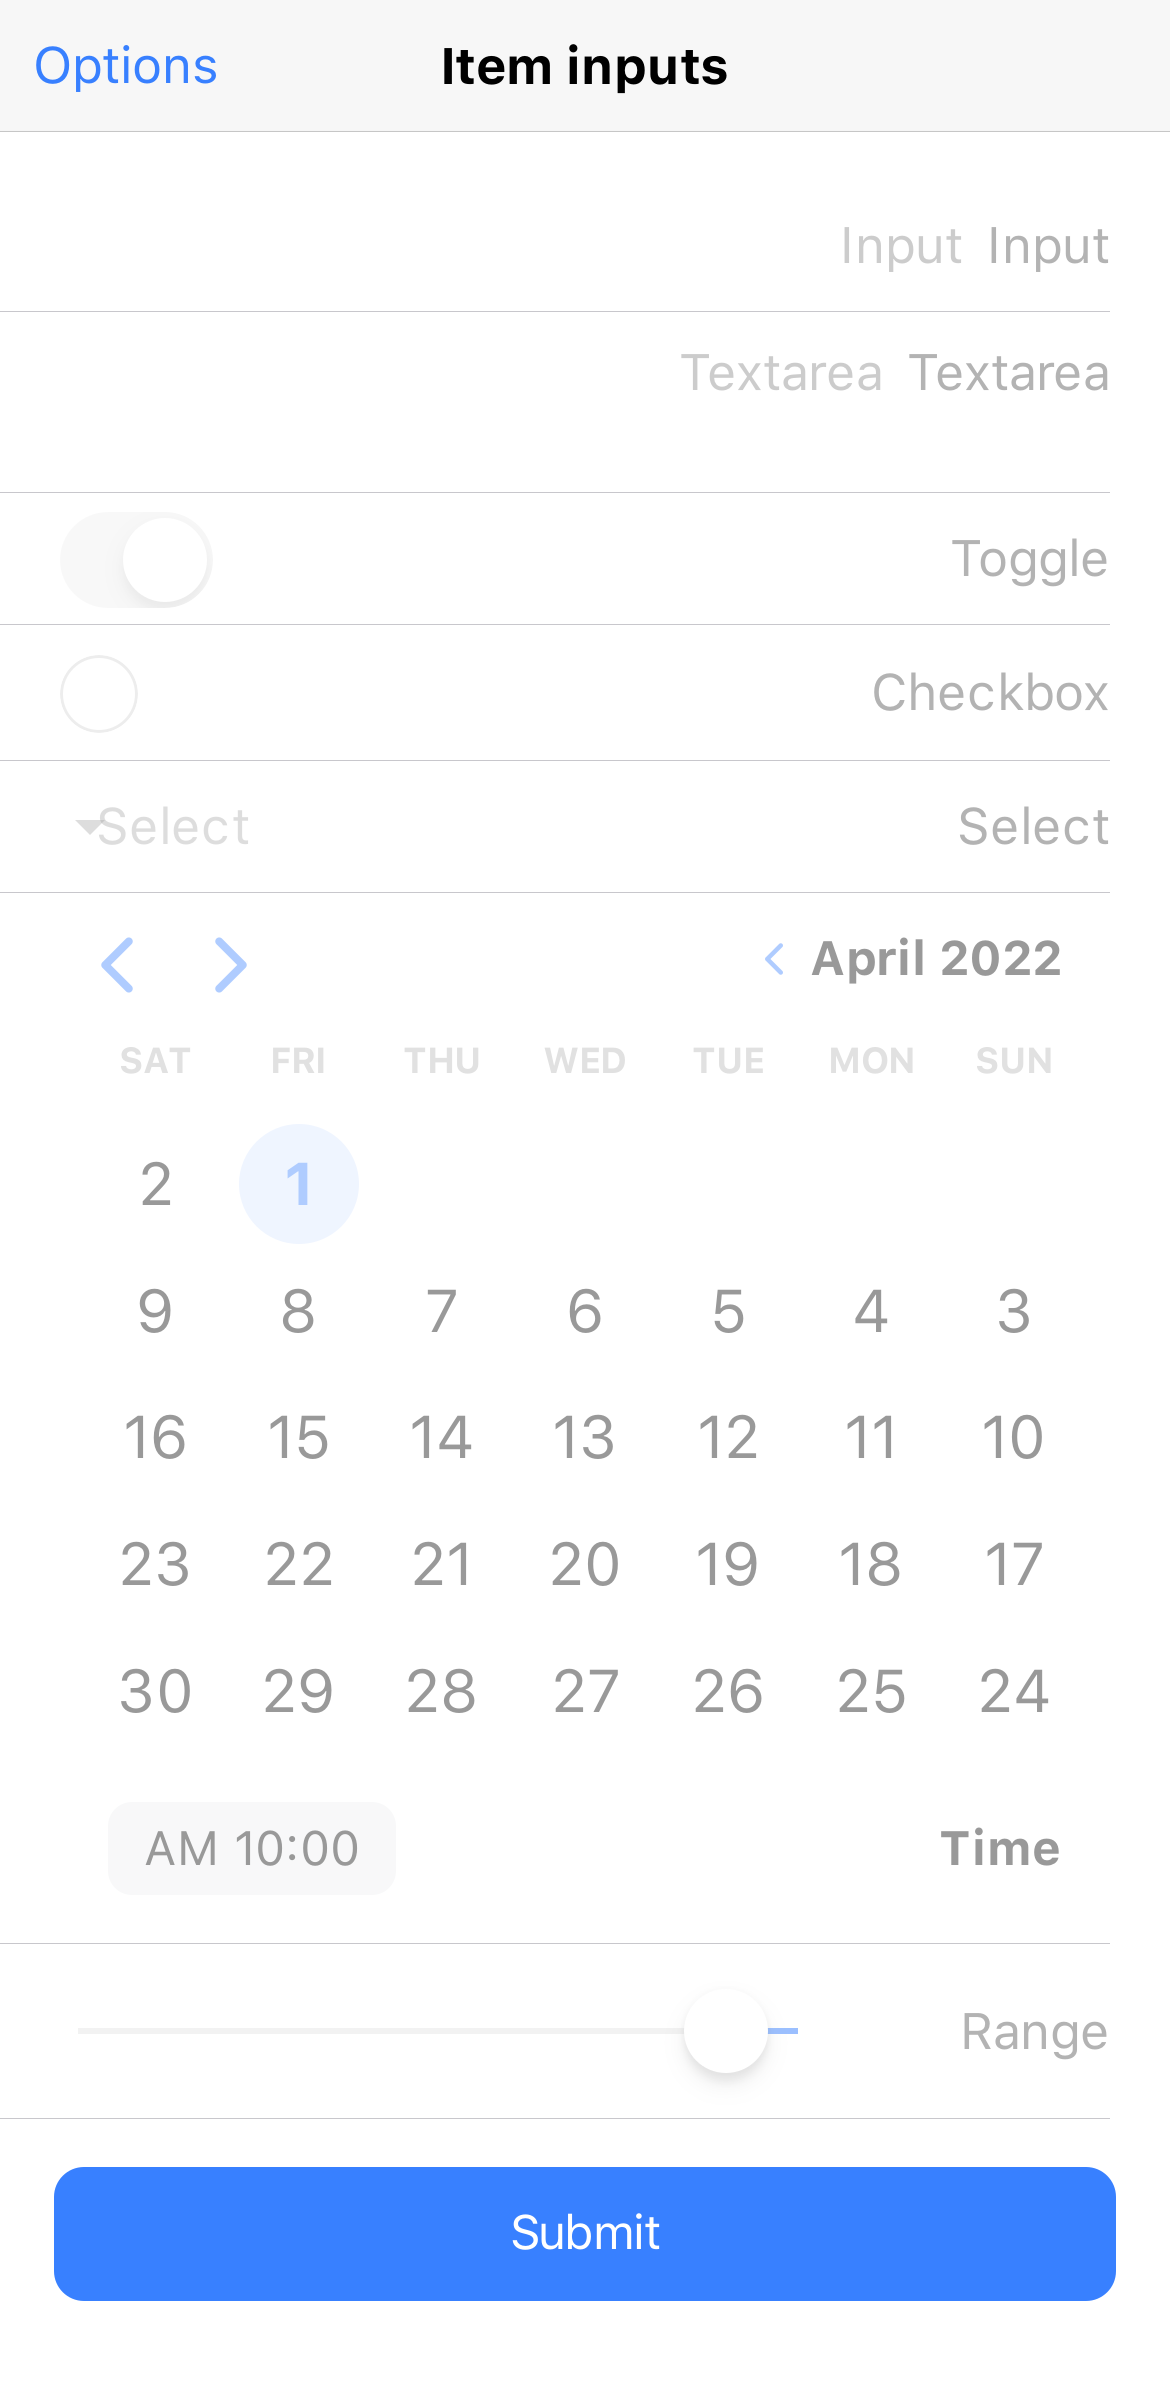 Options Item inputs
Input Input
Textarea Textarea
Toggle
Checkbox
Select Select
April 2022
SAT FRI THU WED TUE MON SUN
2 1
9 8 7 6 5 4 3
16 15 14 13 12 11 10
23 22 21 20 19 18 17
30 29 28 27 26 25 24
AM 10:00 Time
Range
Submit